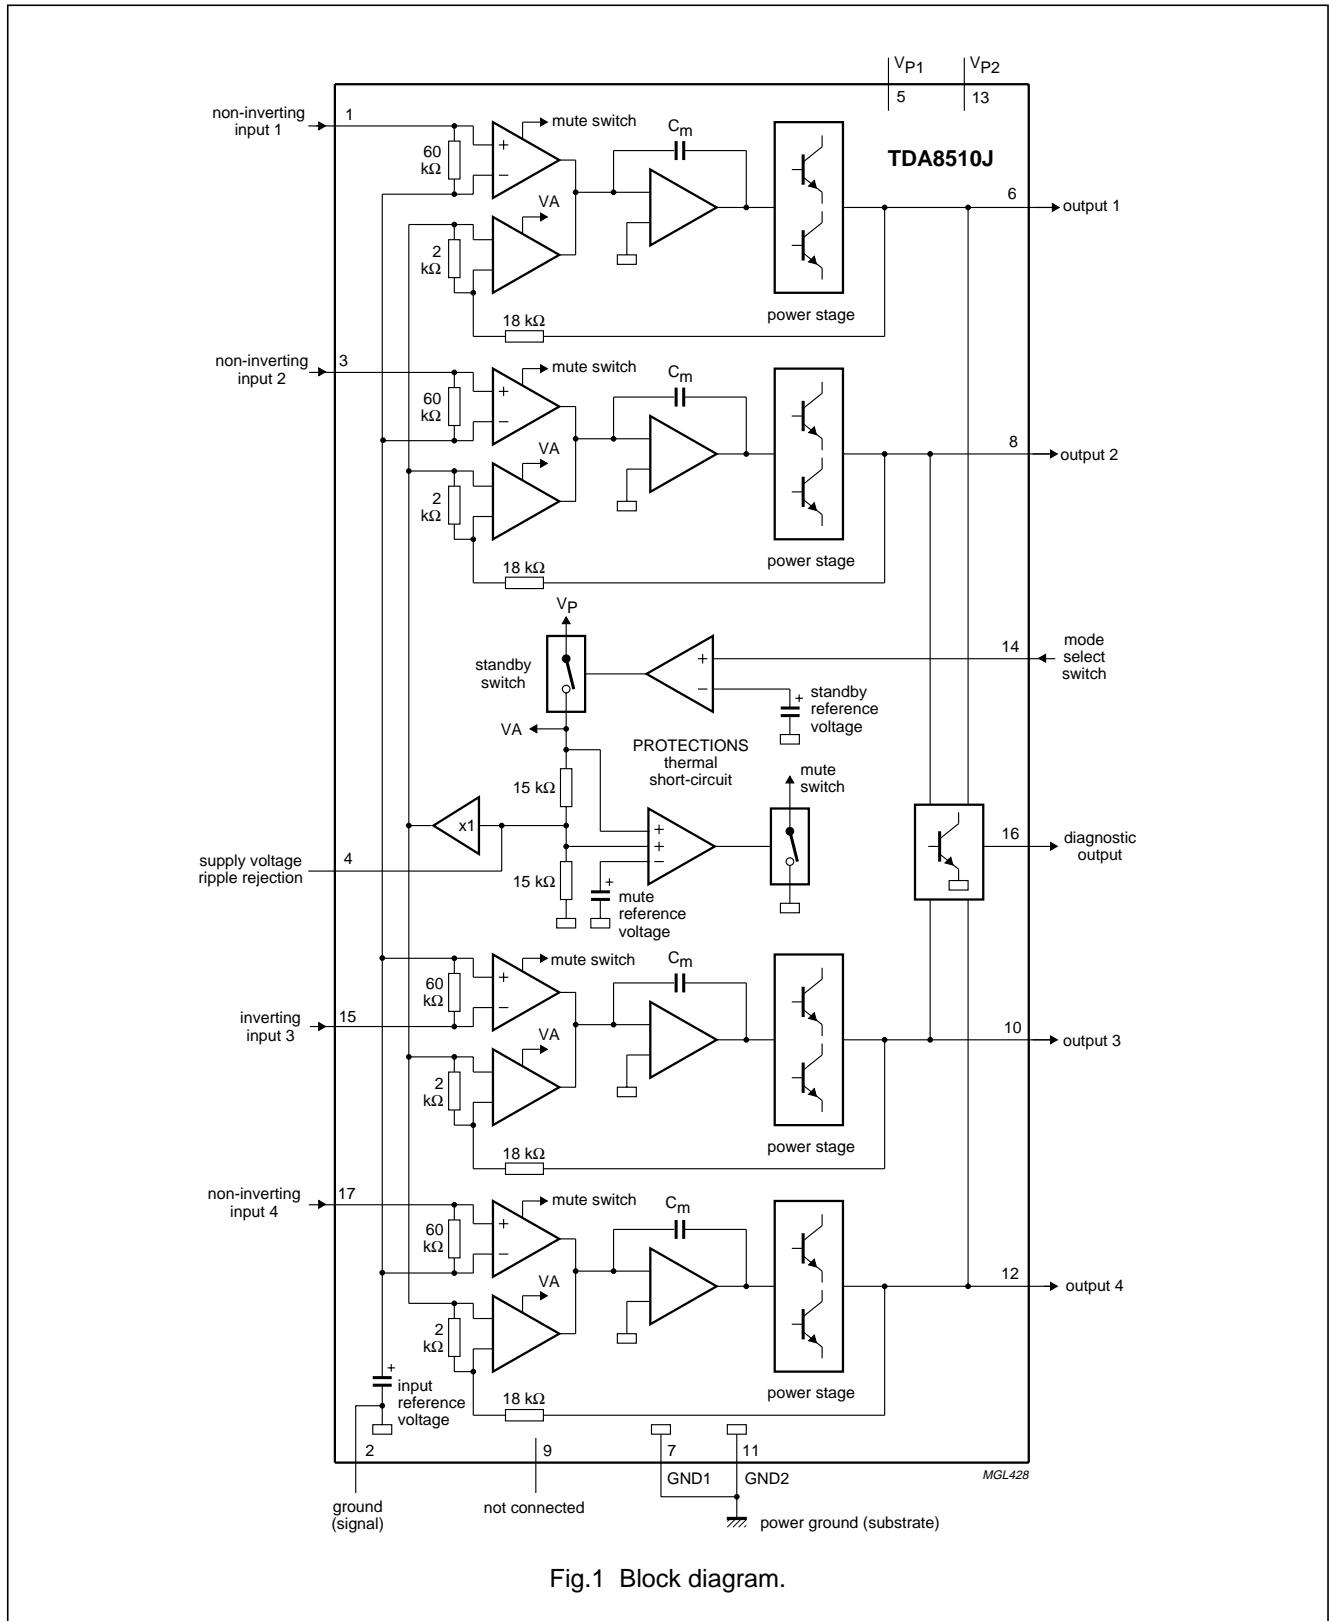 VP1
VP2
5
13
TDA8510J
non-inverting
input 1
1
mute switch
Cm
60
kΩ
+
−
VA
2
kΩ
18 kΩ
power stage
6
output 1
non-inverting
input 2
3
mute switch
Cm
60
kΩ
+
−
VA
2
kΩ
18 kΩ
power stage
8
output 2
VP
standby
switch
+
−
14
mode
select
switch
+
standby
reference
voltage
VA
PROTECTIONS
thermal
short-circuit
15 kΩ
mute
switch
x1
+
+
−
16
diagnostic
output
supply voltage
ripple rejection
4
15 kΩ
+
mute
reference
voltage
mute switch
Cm
60
kΩ
+
−
inverting
input 3
15
VA
2
kΩ
18 kΩ
power stage
10
output 3
non-inverting
input 4
17
mute switch
Cm
60
kΩ
+
−
VA
2
kΩ
18 kΩ
power stage
12
output 4
+
input
reference
voltage
2
9
7
11
GND1
GND2
MGL428
ground
(signal)
not connected
power ground (substrate)
Fig.1 Block diagram.